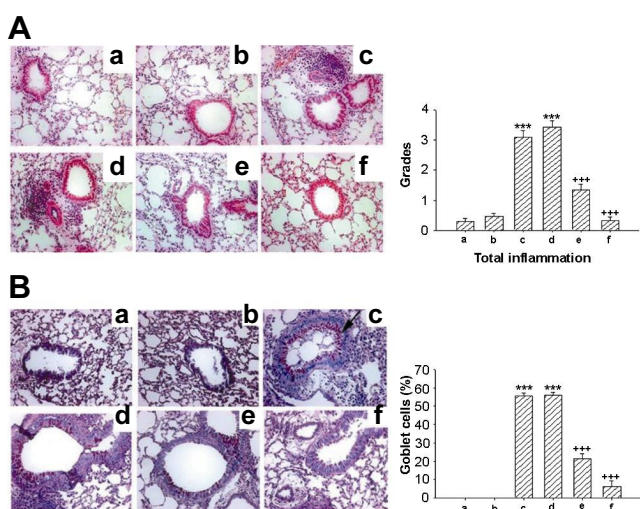 A
a
b
c
d
e
f
4
3
2
1
0
Grades
***
***
+++
+++
a b c d e f
Total inflammation
B
a
b
c
d
e
f
70
60
50
40
30
20
10
0
Goblet cells (%)
***
***
+++
+++
a b c d e f